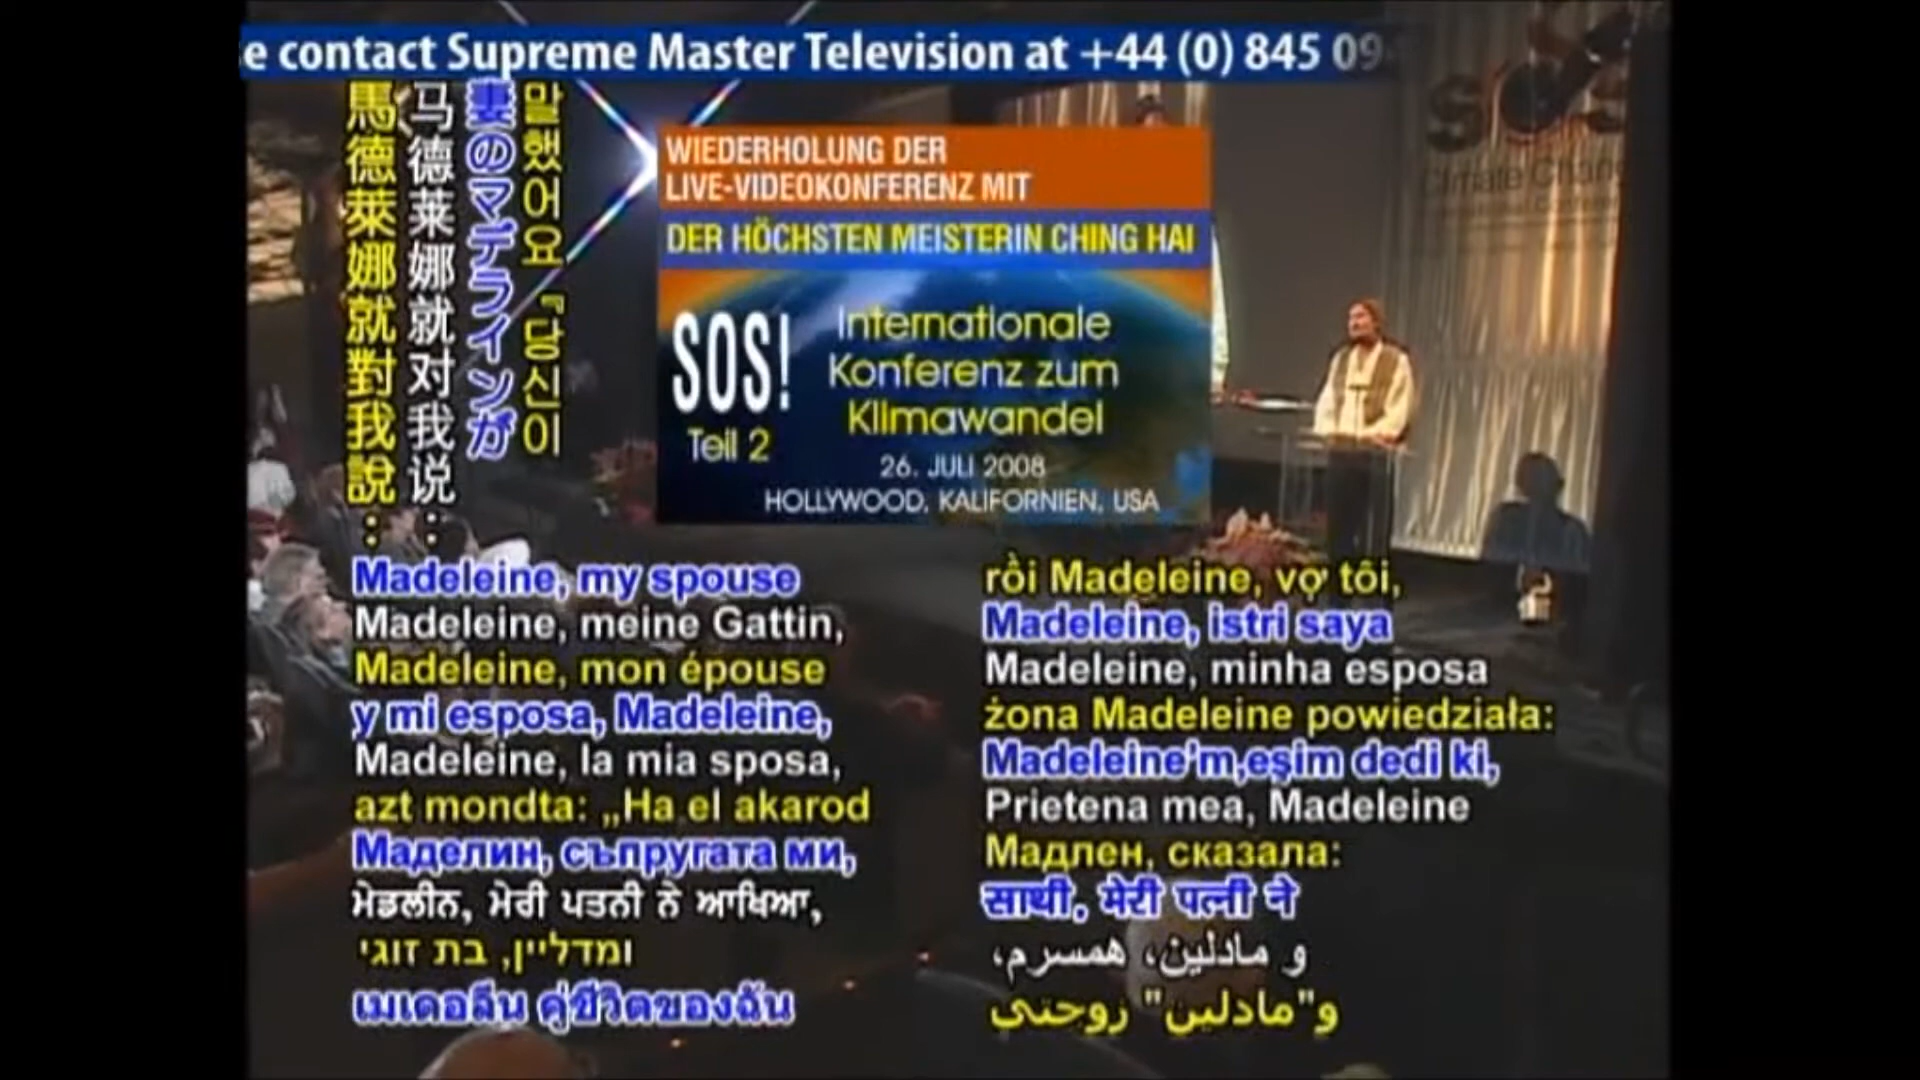 e contact Supreme Master Television at +44 (0) 845 09
馬德萊娜就對我說：
马德莱娜就对我说：
妻のマデラインが
말했어요『당신이
WIEDERHOLUNG DER
LIVE-VIDEOKONFERENZ MIT
DER HÖCHSTEN MEISTERIN CHING HAI
SOS!
Teil 2
Internationale
Konferenz zum
Klimawandel
26. JULI 2008
HOLLYWOOD, KALIFORNIEN, USA
SOS
Climate Chan
Madeleine, my spouse
Madeleine, meine Gattin,
Madeleine, mon épouse
y mi esposa, Madeleine,
Madeleine, la mia sposa,
azt mondta: „Ha el akarod
Маделин, съпругата ми,
ਮੇਡਲੀਨ, ਮੇਰੀ ਪਤਨੀ ਨੇ ਆਖਿਆ,
ומדליין, בת זוגי
เมเดอลีน คู่ชีวิตของฉัน
rồi Madeleine, vợ tôi,
Madeleine, istri saya
Madeleine, minha esposa
żona Madeleine powiedziała:
Madeleine'm,eşim dedi ki,
Prietena mea, Madeleine
Мадлен, сказала:
साथी, मेरी पत्नी ने
و مادلین، همسرم،
و"مادلين" زوجتي